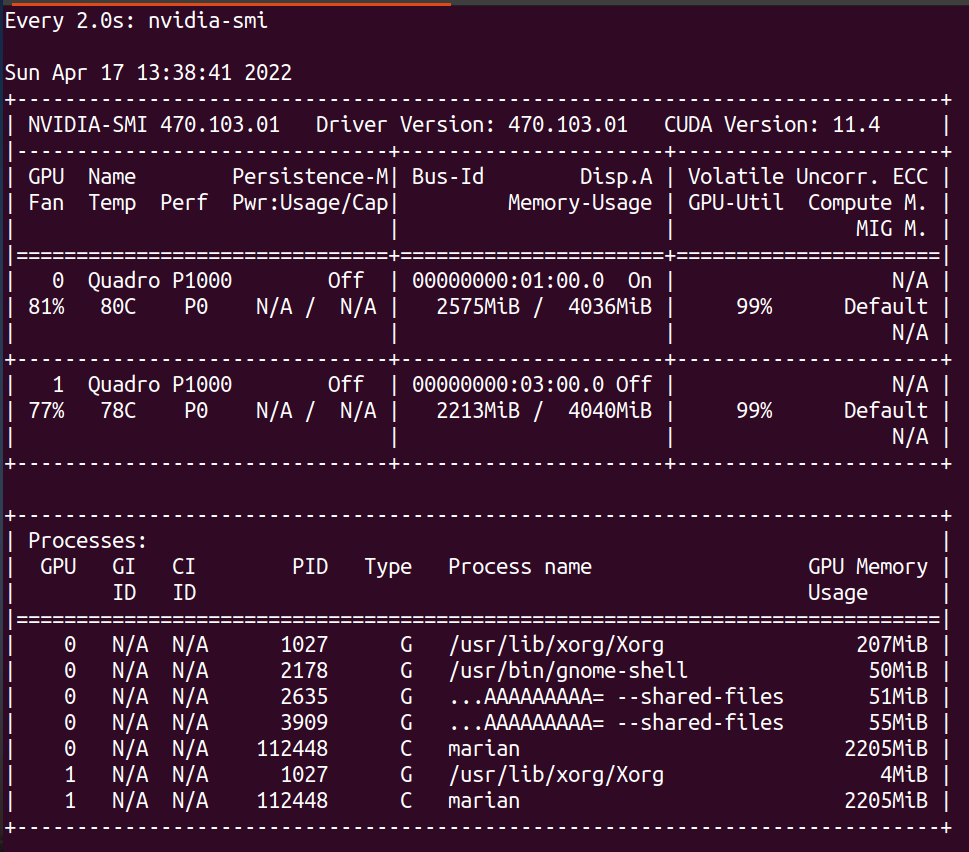 Every 2.0s: nvidia-smi
Sun Apr 17 13:38:41 2022
+-----------------------------------------------------------------------------+
| NVIDIA-SMI 470.103.01   Driver Version: 470.103.01   CUDA Version: 11.4     |
|-------------------------------+----------------------+----------------------+
| GPU  Name        Persistence-M| Bus-Id        Disp.A | Volatile Uncorr. ECC |
| Fan  Temp  Perf  Pwr:Usage/Cap|         Memory-Usage | GPU-Util  Compute M. |
|                               |                      |               MIG M. |
|===============================+======================+======================|
|   0  Quadro P1000        Off  | 00000000:01:00.0  On |                  N/A |
| 81%   80C    P0    N/A /  N/A |   2575MiB /  4036MiB |     99%      Default |
|                               |                      |                  N/A |
+-------------------------------+----------------------+----------------------+
|   1  Quadro P1000        Off  | 00000000:03:00.0 Off |                  N/A |
| 77%   78C    P0    N/A /  N/A |   2213MiB /  4040MiB |     99%      Default |
|                               |                      |                  N/A |
+-------------------------------+----------------------+----------------------+
+-----------------------------------------------------------------------------+
| Processes:                                                                  |
|  GPU   GI   CI        PID   Type   Process name                  GPU Memory |
|        ID   ID                                                   Usage      |
|=============================================================================|
|    0   N/A  N/A      1027      G   /usr/lib/xorg/Xorg                207MiB |
|    0   N/A  N/A      2178      G   /usr/bin/gnome-shell               50MiB |
|    0   N/A  N/A      2635      G   ...AAAAAAAAA= --shared-files       51MiB |
|    0   N/A  N/A      3909      G   ...AAAAAAAAA= --shared-files       55MiB |
|    0   N/A  N/A    112448      C   marian                           2205MiB |
|    1   N/A  N/A      1027      G   /usr/lib/xorg/Xorg                  4MiB |
|    1   N/A  N/A    112448      C   marian                           2205MiB |
+-----------------------------------------------------------------------------+